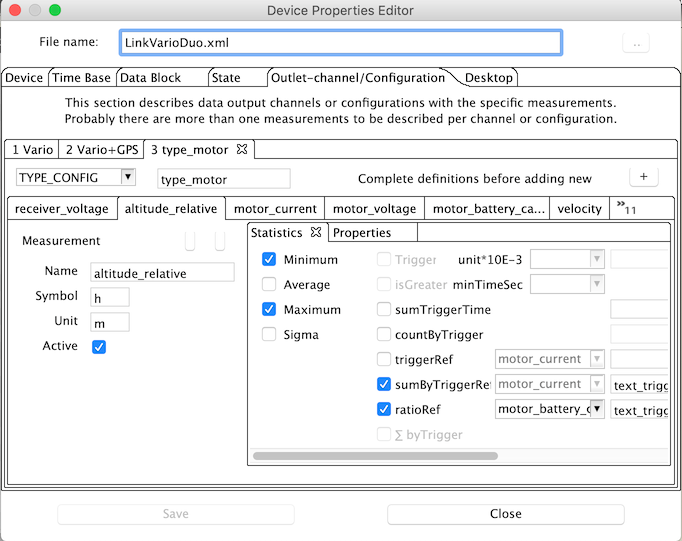 Device Properties Editor
File name: LinkVarioDuo.xml ..
Device Time Base Data Block State Outlet-channel/Configuration Desktop
This section describes data output channels or configurations with the specific measurements.
Probably there are more than one measurements to be described per channel or configuration.
1 Vario 2 Vario+GPS 3 type_motor
TYPE_CONFIG type_motor Complete definitions before adding new +
receiver_voltage altitude_relative motor_current motor_voltage motor_battery_ca... velocity »11
Measurement
Name altitude_relative
Symbol h
Unit m
Active
Statistics Properties
Minimum Trigger unit*10E-3
Average isGreater minTimeSec
Maximum sumTriggerTime
Sigma countByTrigger
triggerRef motor_current
sumByTriggerRe motor_current text_trigg
ratioRef motor_battery_c text_trigg
∑ byTrigger
Save Close